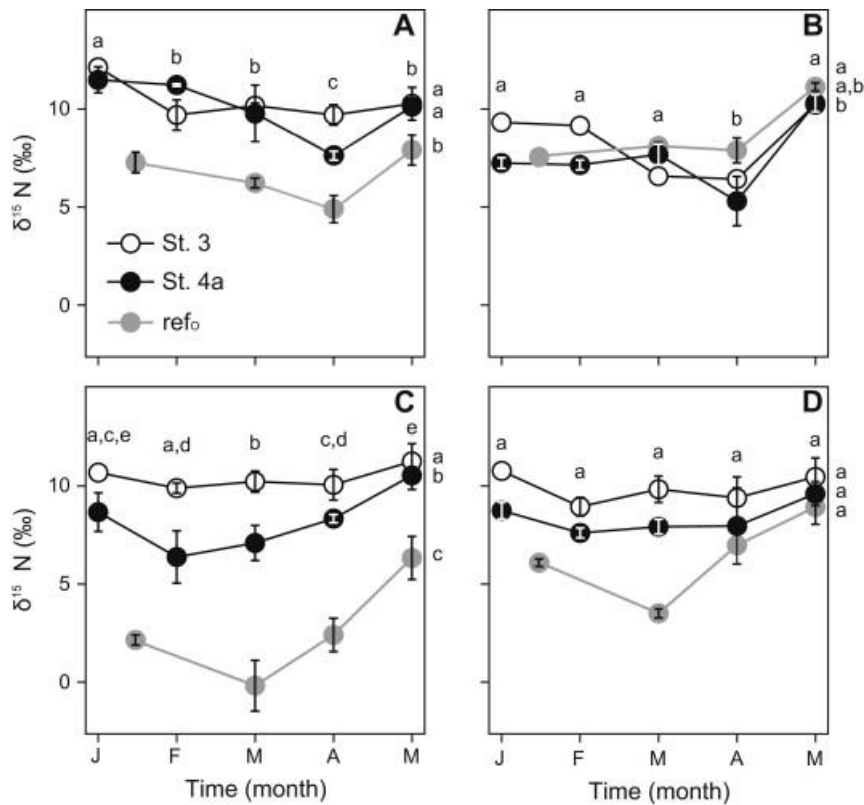 A
a
b
b
c
b
a
a
b
10
5
0
δ¹⁵ N (‰)
St. 3
St. 4a
refₒ
B
a
a
a
b
a
a
a,b
b
C
a,c,e
a,d
b
c,d
e
a
b
c
10
5
0
δ¹⁵ N (‰)
J F M A M
Time (month)
D
a
a
a
a
a
a
a
a
J F M A M
Time (month)